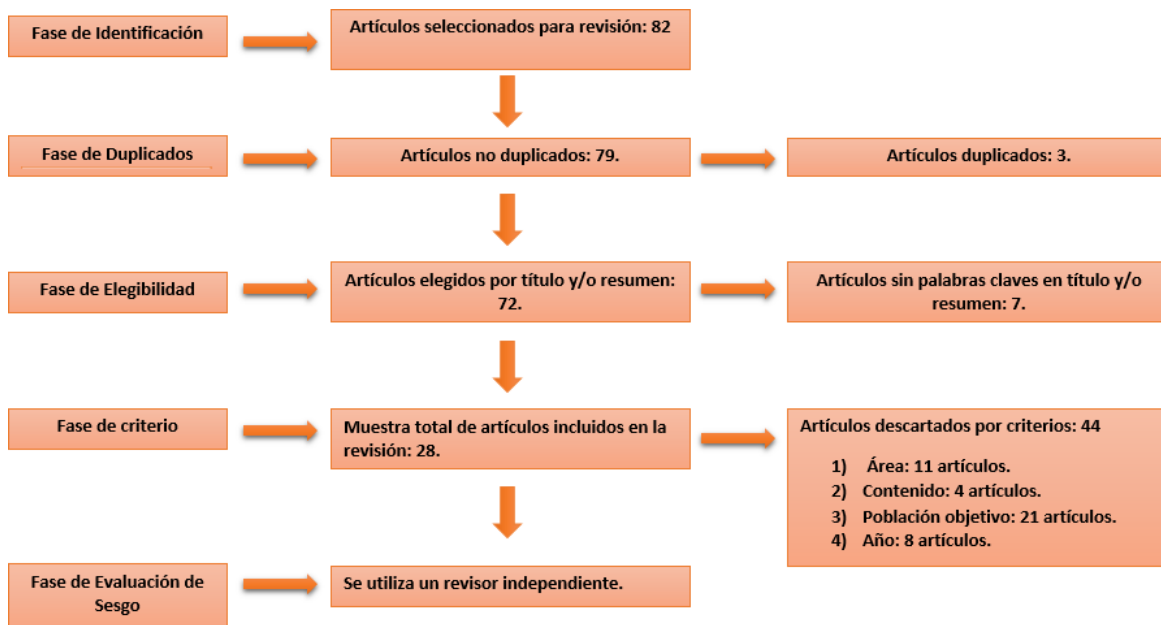 Fase de Identificación
Artículos seleccionados para revisión: 82
Fase de Duplicados
Artículos no duplicados: 79.
Artículos duplicados: 3.
Fase de Elegibilidad
Artículos elegidos por título y/o resumen:
72.
Artículos sin palabras claves en título y/o
resumen: 7.
Fase de criterio
Muestra total de artículos incluidos en la
revisión: 28.
Artículos descartados por criterios: 44
1) Área: 11 artículos.
2) Contenido: 4 artículos.
3) Población objetivo: 21 artículos.
4) Año: 8 artículos.
Fase de Evaluación de
Sesgo
Se utiliza un revisor independiente.